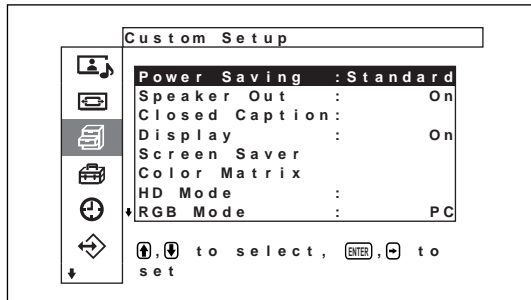 Custom Setup
Power Saving :Standard
Speaker Out : On
Closed Caption:
Display : On
Screen Saver
Color Matrix
HD Mode :
RGB Mode : PC
, to select, ENTER , to
set